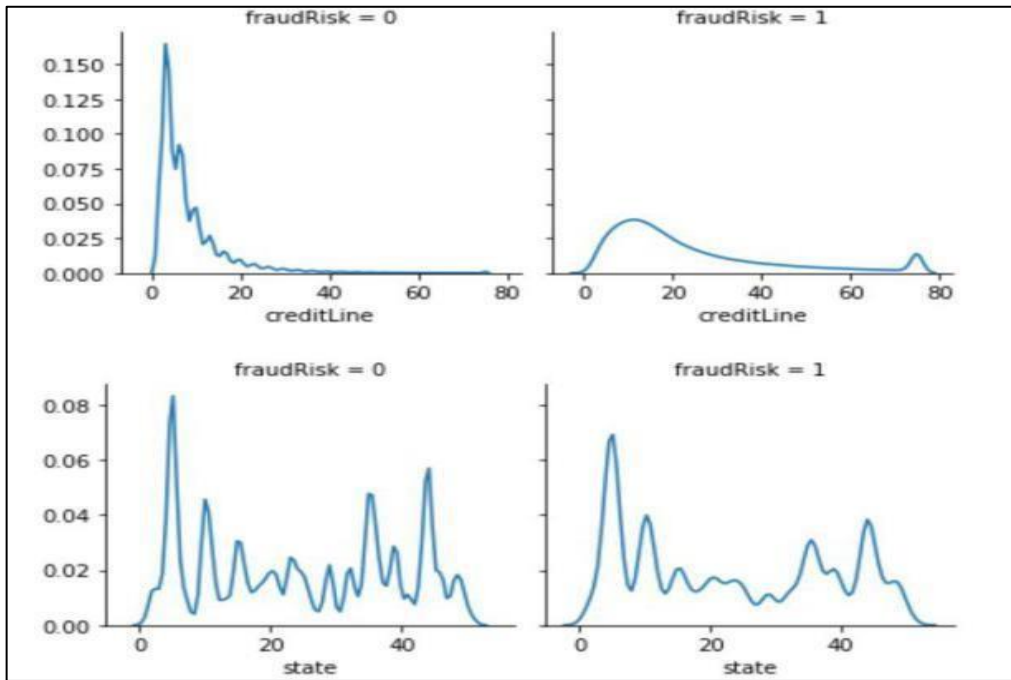 fraudRisk = 0 fraudRisk = 1
0.150
0.125
0.100
0.075
0.050
0.025
0.000
0 20 40 60 80 0 20 40 60 80
creditLine creditLine
fraudRisk = 0 fraudRisk = 1
0.08
0.06
0.04
0.02
0.00
0 20 40 0 20 40
state state